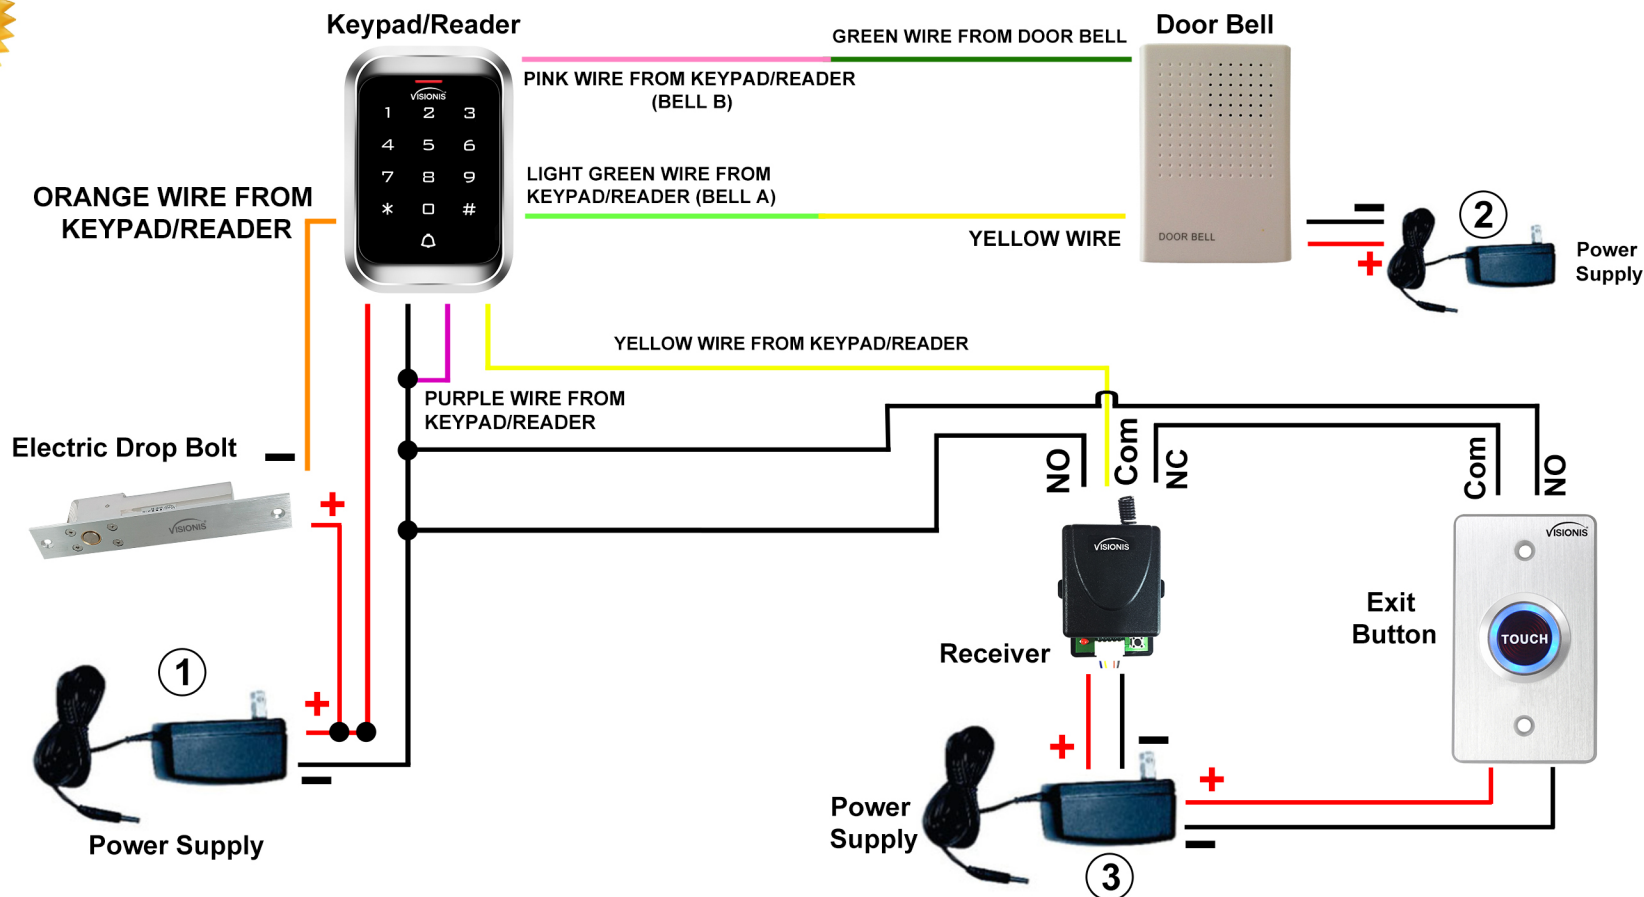 Keypad/Reader
Door Bell
GREEN WIRE FROM DOOR BELL
PINK WIRE FROM KEYPAD/READER
(BELL B)
VISIONIS
1 2 3
4 5 6
7 8 9
* 0 #
LIGHT GREEN WIRE FROM
KEYPAD/READER (BELL A)
YELLOW WIRE
DOOR BELL
ORANGE WIRE FROM
KEYPAD/READER
−
+
2
Power
Supply
YELLOW WIRE FROM KEYPAD/READER
PURPLE WIRE FROM
KEYPAD/READER
Electric Drop Bolt
−
+
VISIONIS
NO
Com
NC
Com
NO
VISIONIS
Receiver
VISIONIS
TOUCH
Exit
Button
1
+
−
Power Supply
+
−
+
−
Power
Supply
3